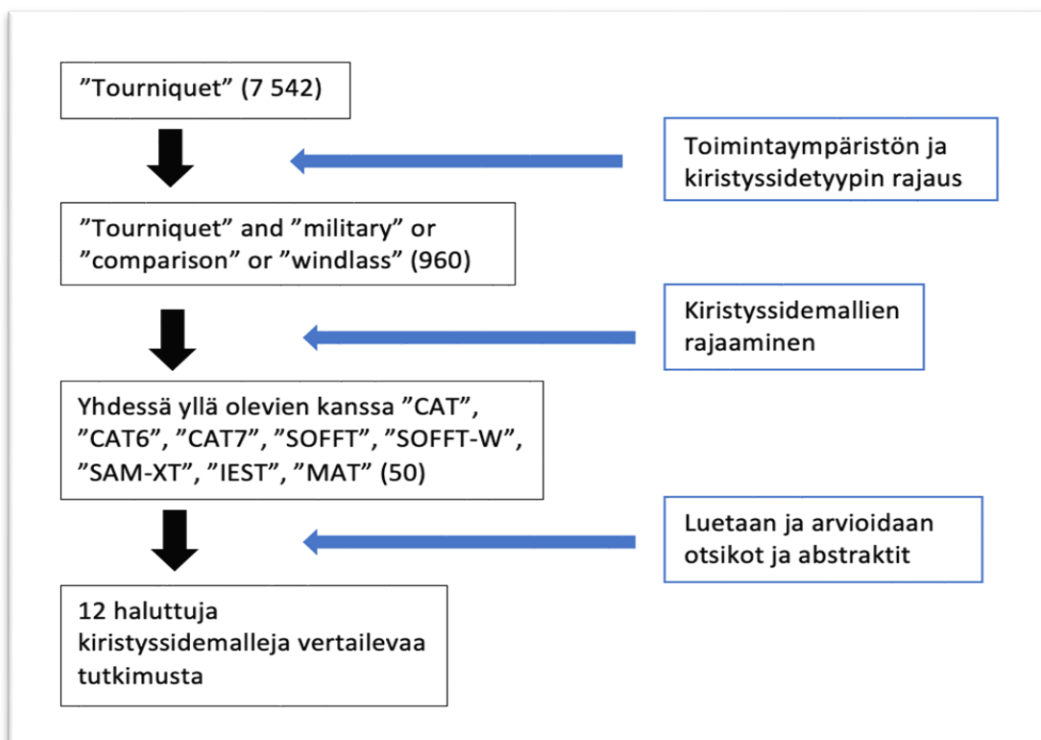 ”Tourniquet” (7 542)
Toimintaympäristön ja
kiristyssidetyypin rajaus
”Tourniquet” and ”military” or
”comparison” or ”windlass” (960)
Kiristyssidemallien
rajaaminen
Yhdessä yllä olevien kanssa ”CAT”,
”CAT6”, ”CAT7”, ”SOFFT”, ”SOFFT-W”,
”SAM-XT”, ”IEST”, ”MAT” (50)
Luetaan ja arvioidaan
otsikot ja abstraktit
12 haluttuja
kiristyssidemalleja vertailevaa
tutkimusta